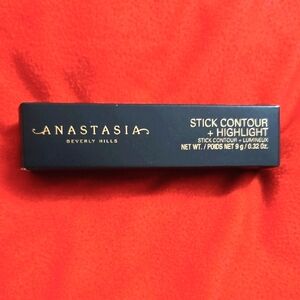 ANASTASIA
BEVERLY HILLS
STICK CONTOUR
+ HIGHLIGHT
STICK CONTOUR + LUMINEUX
NET WT. / POIDS NET 9 g / 0.32 Oz.